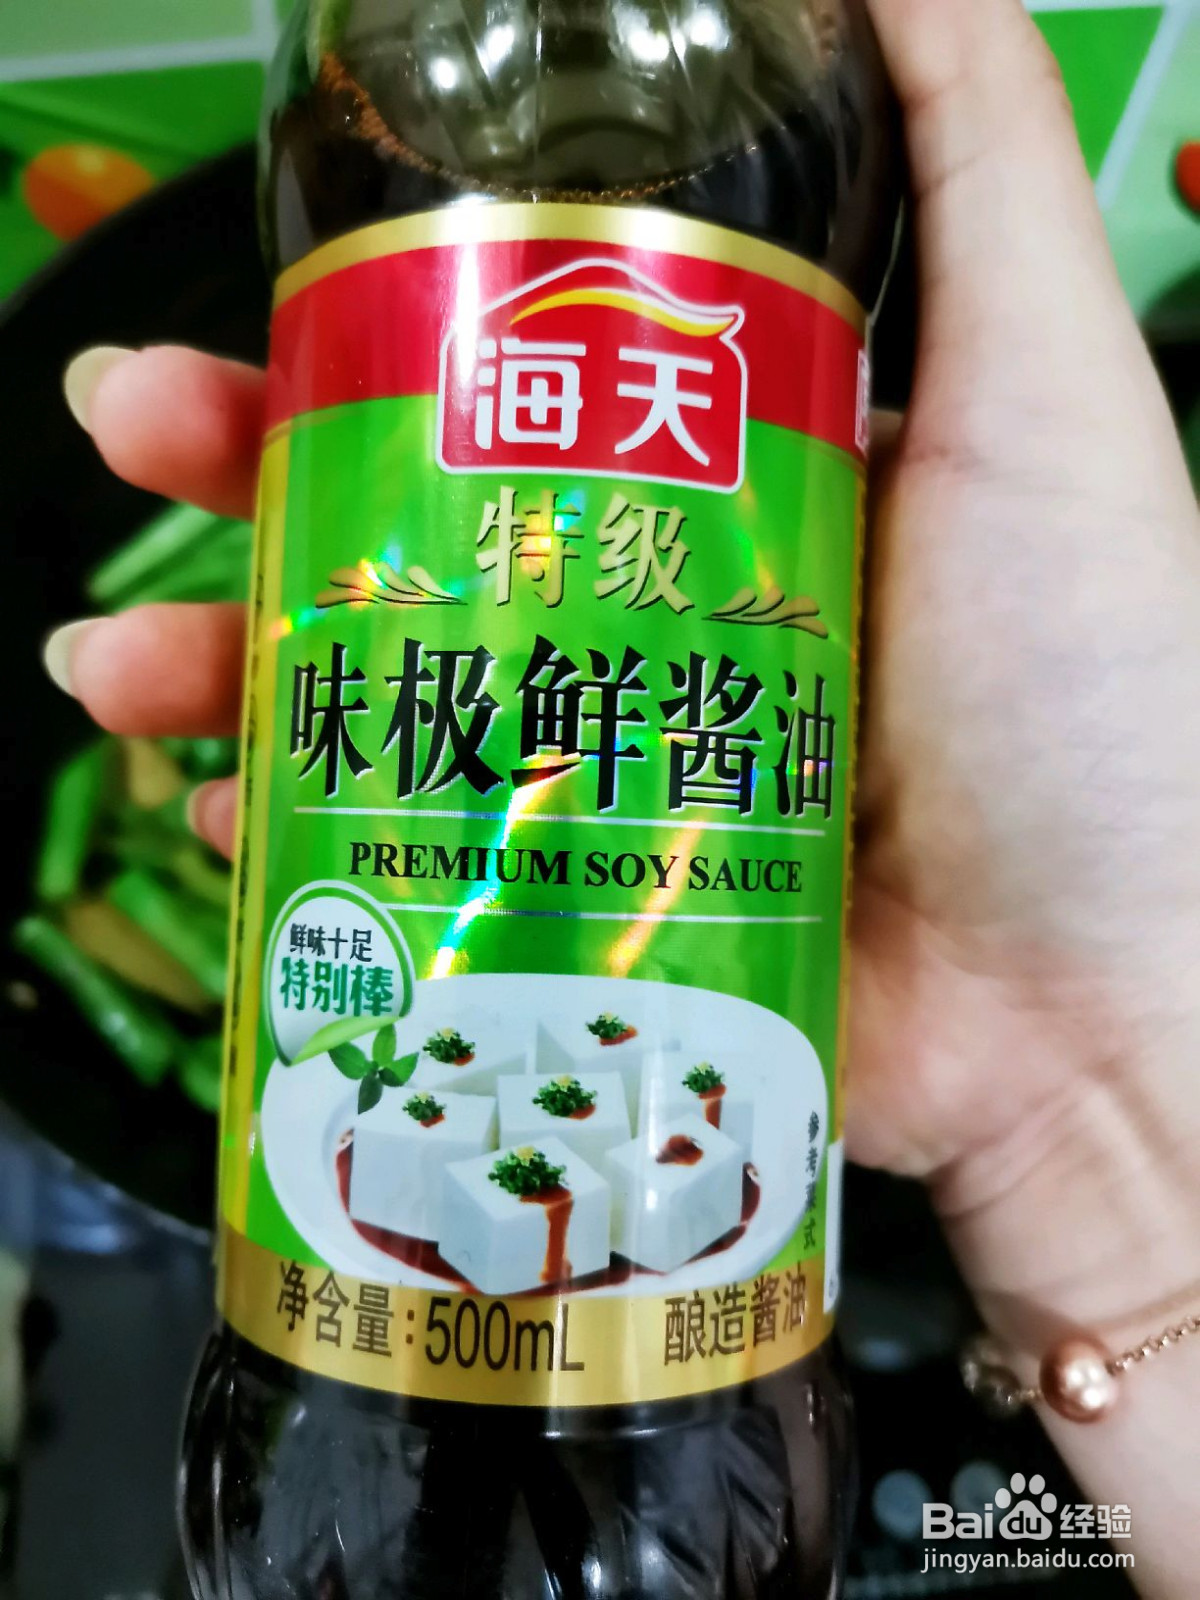 海天
特级
味极鲜酱油
PREMIUM SOY SAUCE
鲜味十足
特别棒
参考菜式
净含量:500mL
酿造酱油
Baidu经验
jingyan.baidu.com